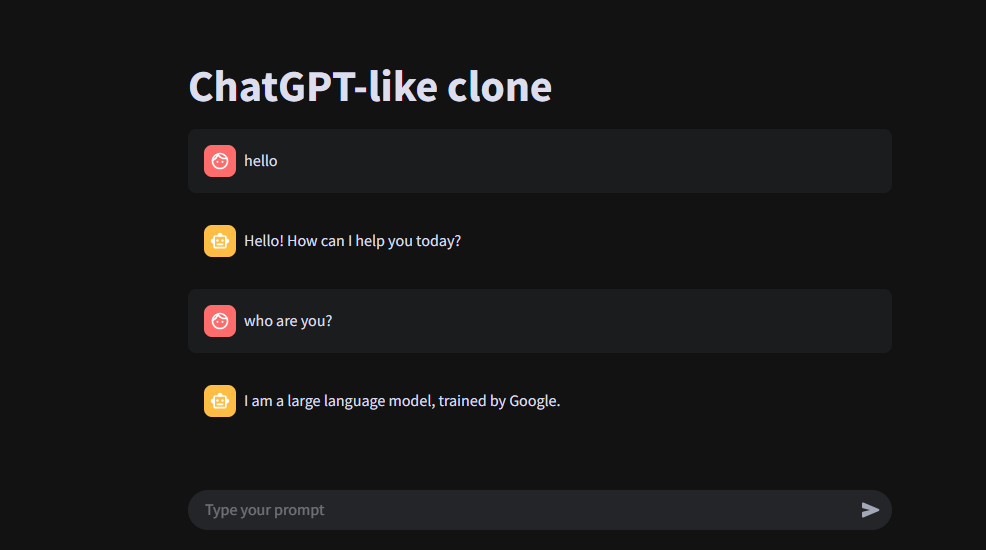 ChatGPT-like clone
hello
Hello! How can I help you today?
who are you?
I am a large language model, trained by Google.
Type your prompt